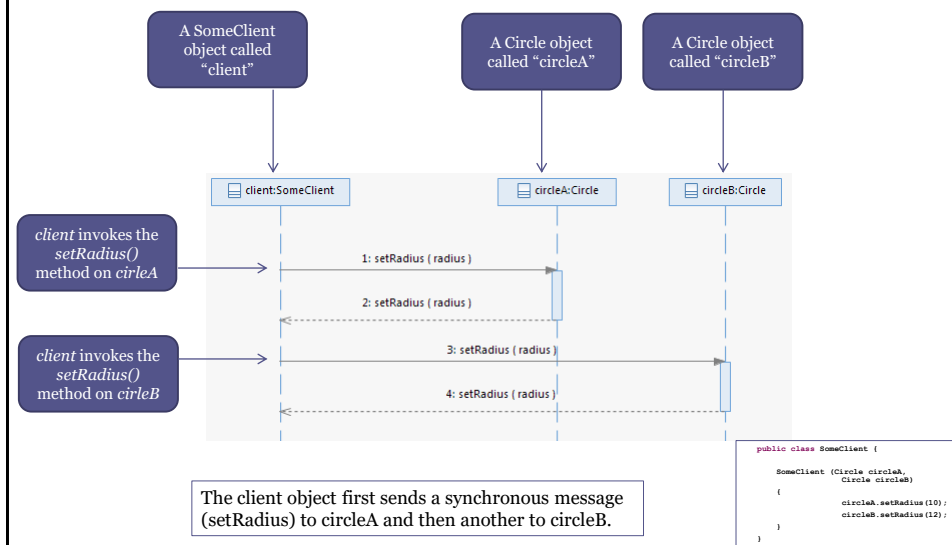 A SomeClient
object called
“client”
A Circle object
called “circleA”
A Circle object
called “circleB”
client:SomeClient
circleA:Circle
circleB:Circle
client invokes the
setRadius()
method on cirleA
1: setRadius ( radius )
2: setRadius ( radius )
client invokes the
setRadius()
method on cirleB
3: setRadius ( radius )
4: setRadius ( radius )
The client object first sends a synchronous message
(setRadius) to circleA and then another to circleB.
public class SomeClient {
SomeClient (Circle circleA,
Circle circleB)
{
circleA.setRadius(10);
circleB.setRadius(12);
}
}